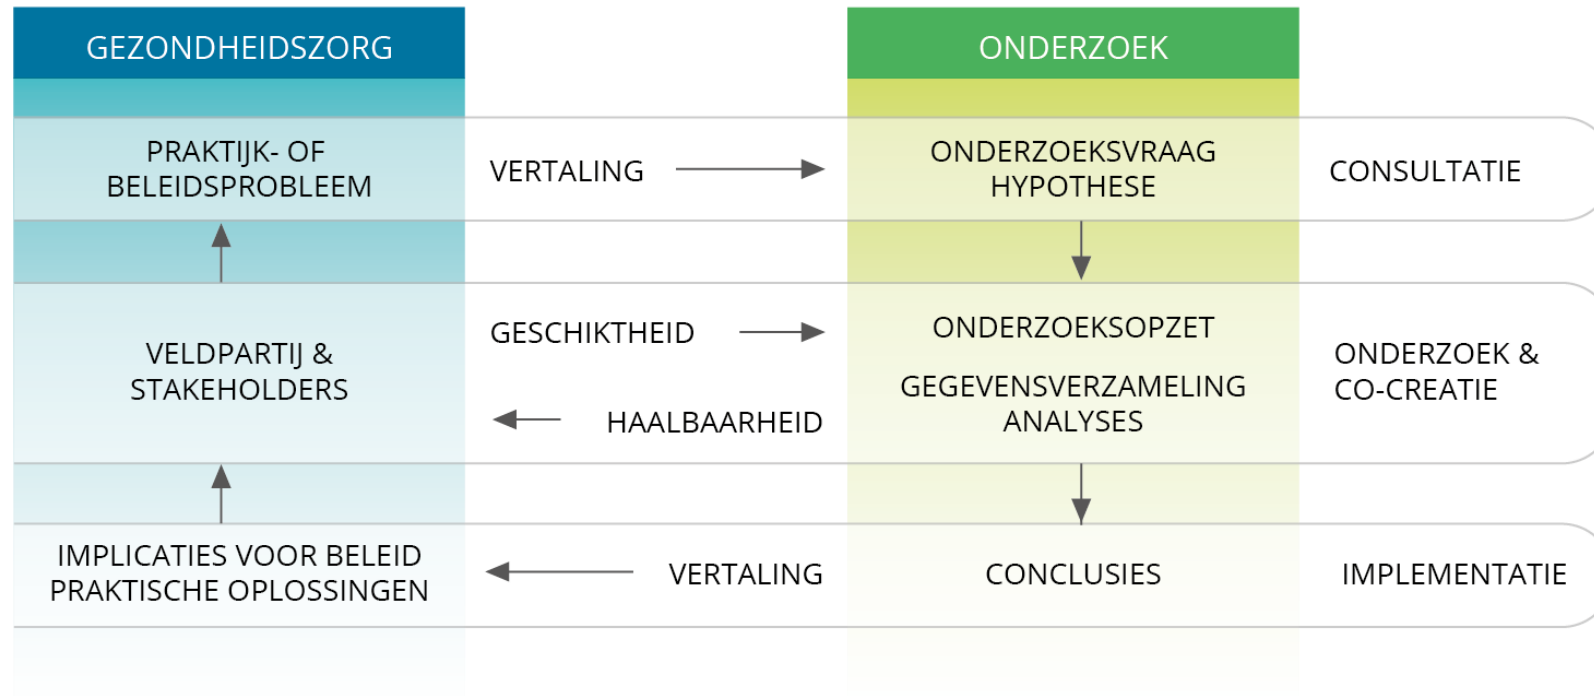 GEZONDHEIDSZORG
ONDERZOEK
PRAKTIJK- OF
BELEIDSPROBLEEM
VERTALING
ONDERZOEKSVRAAG
HYPOTHESE
CONSULTATIE
VELDPARTIJ &
STAKEHOLDERS
GESCHIKTHEID
HAALBAARHEID
ONDERZOEKSOPZET
GEGEVENSVERZAMELING
ANALYSES
ONDERZOEK &
CO-CREATIE
IMPLICATIES VOOR BELEID
PRAKTISCHE OPLOSSINGEN
VERTALING
CONCLUSIES
IMPLEMENTATIE